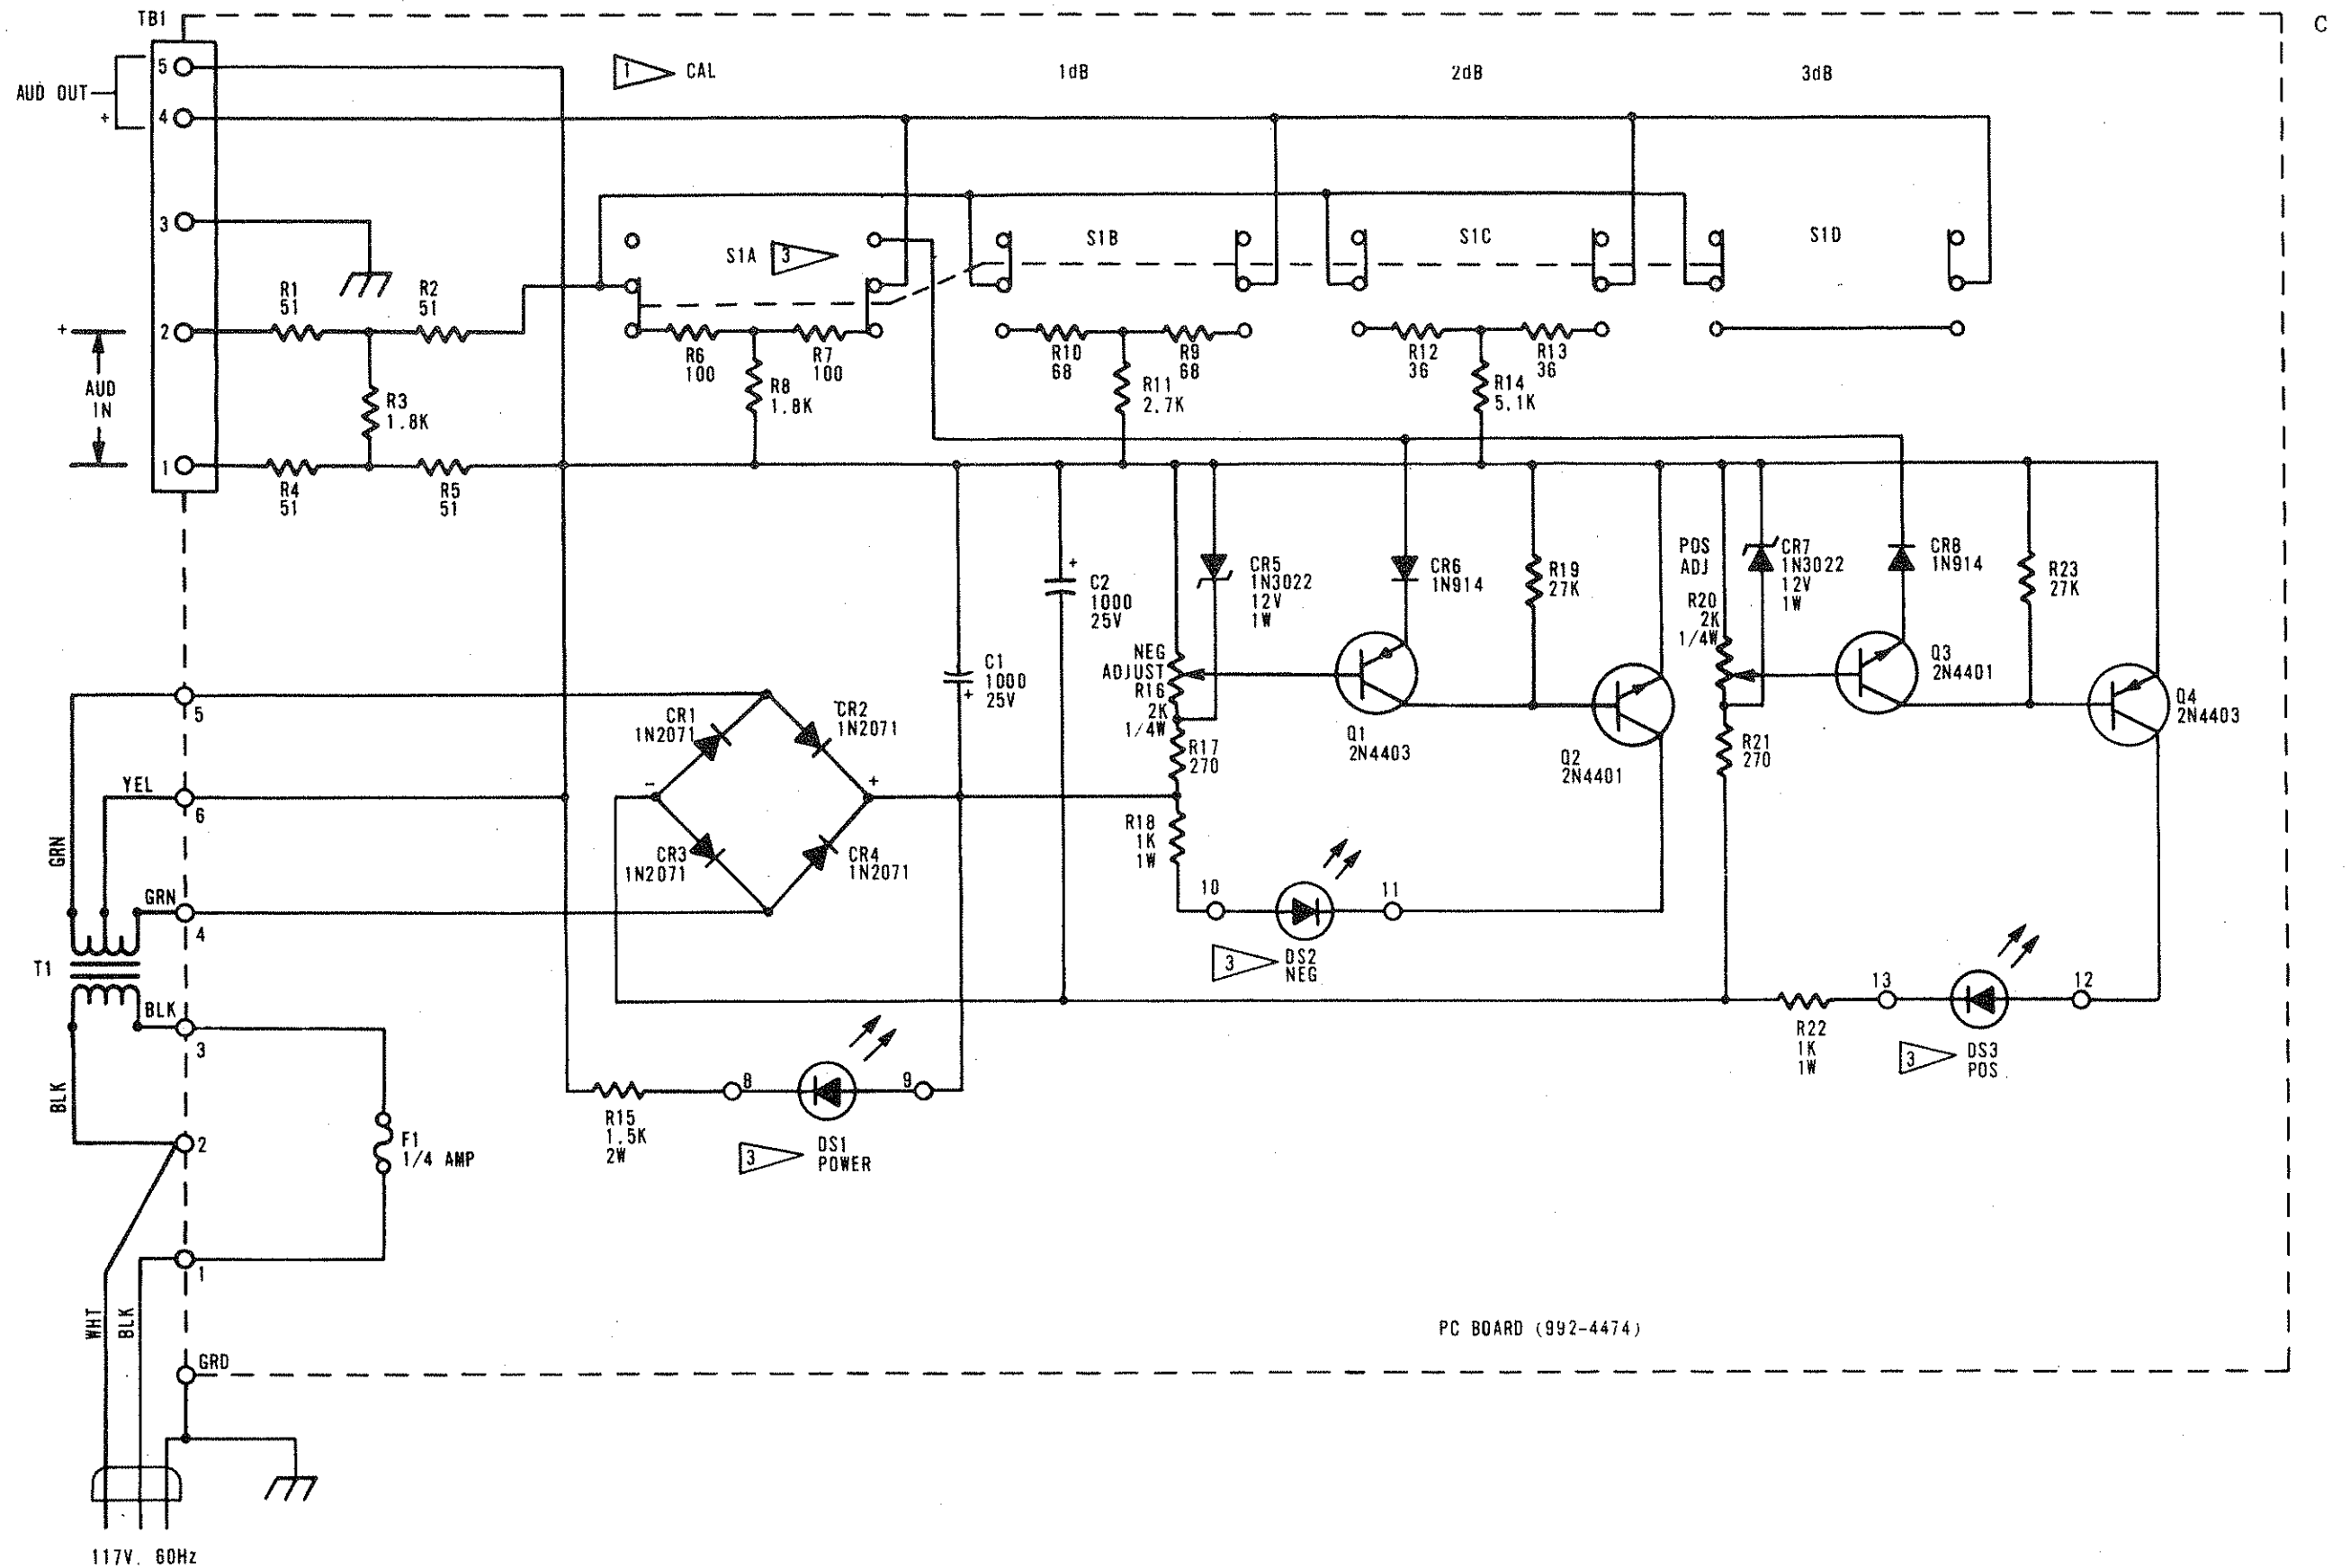 TB1
C
5
AUD OUT
4
+
1 CAL
1dB
2dB
3dB
3
S1A 3
S1B
S1C
S1D
R1
51
R2
51
+
2
AUD
IN
R3
1.8K
R6
100
R7
100
R8
1.8K
R10
68
R9
68
R11
2.7K
R12
36
R13
36
R14
5.1K
1
R4
51
R5
51
C2
1000
25V
+
CR5
1N3022
12V
1W
CR6
1N914
R19
27K
POS
ADJ
CR7
1N3022
12V
1W
R20
2K
1/4W
CR8
1N914
R23
27K
C1
1000
25V
+
NEG
ADJUST
R16
2K
1/4W
R17
270
Q1
2N4403
Q2
2N4401
Q3
2N4401
R21
270
Q4
2N4403
5
CR1
1N2071
CR2
1N2071
-
+
YEL
6
CR3
1N2071
CR4
1N2071
R18
1K
1W
GRN
GRN
4
10
11
3 DS2
NEG
T1
BLK
3
13
12
R22
1K
1W
3 DS3
POS
BLK
2
F1
1/4 AMP
R15
1.5K
2W
8
9
3 DS1
POWER
1
WHT
BLK
GRD
PC BOARD (992-4474)
117V. 60Hz